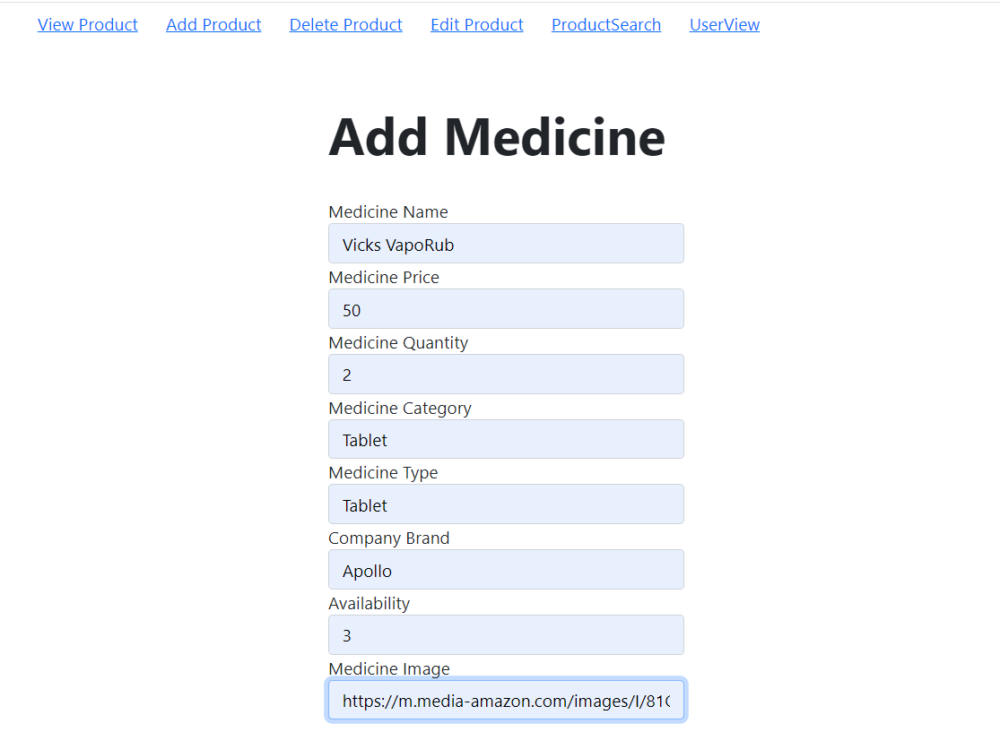 View Product Add Product Delete Product Edit Product ProductSearch UserView
Add Medicine
Medicine Name
Vicks VapoRub
Medicine Price
50
Medicine Quantity
2
Medicine Category
Tablet
Medicine Type
Tablet
Company Brand
Apollo
Availability
3
Medicine Image
https://m.media-amazon.com/images/I/81